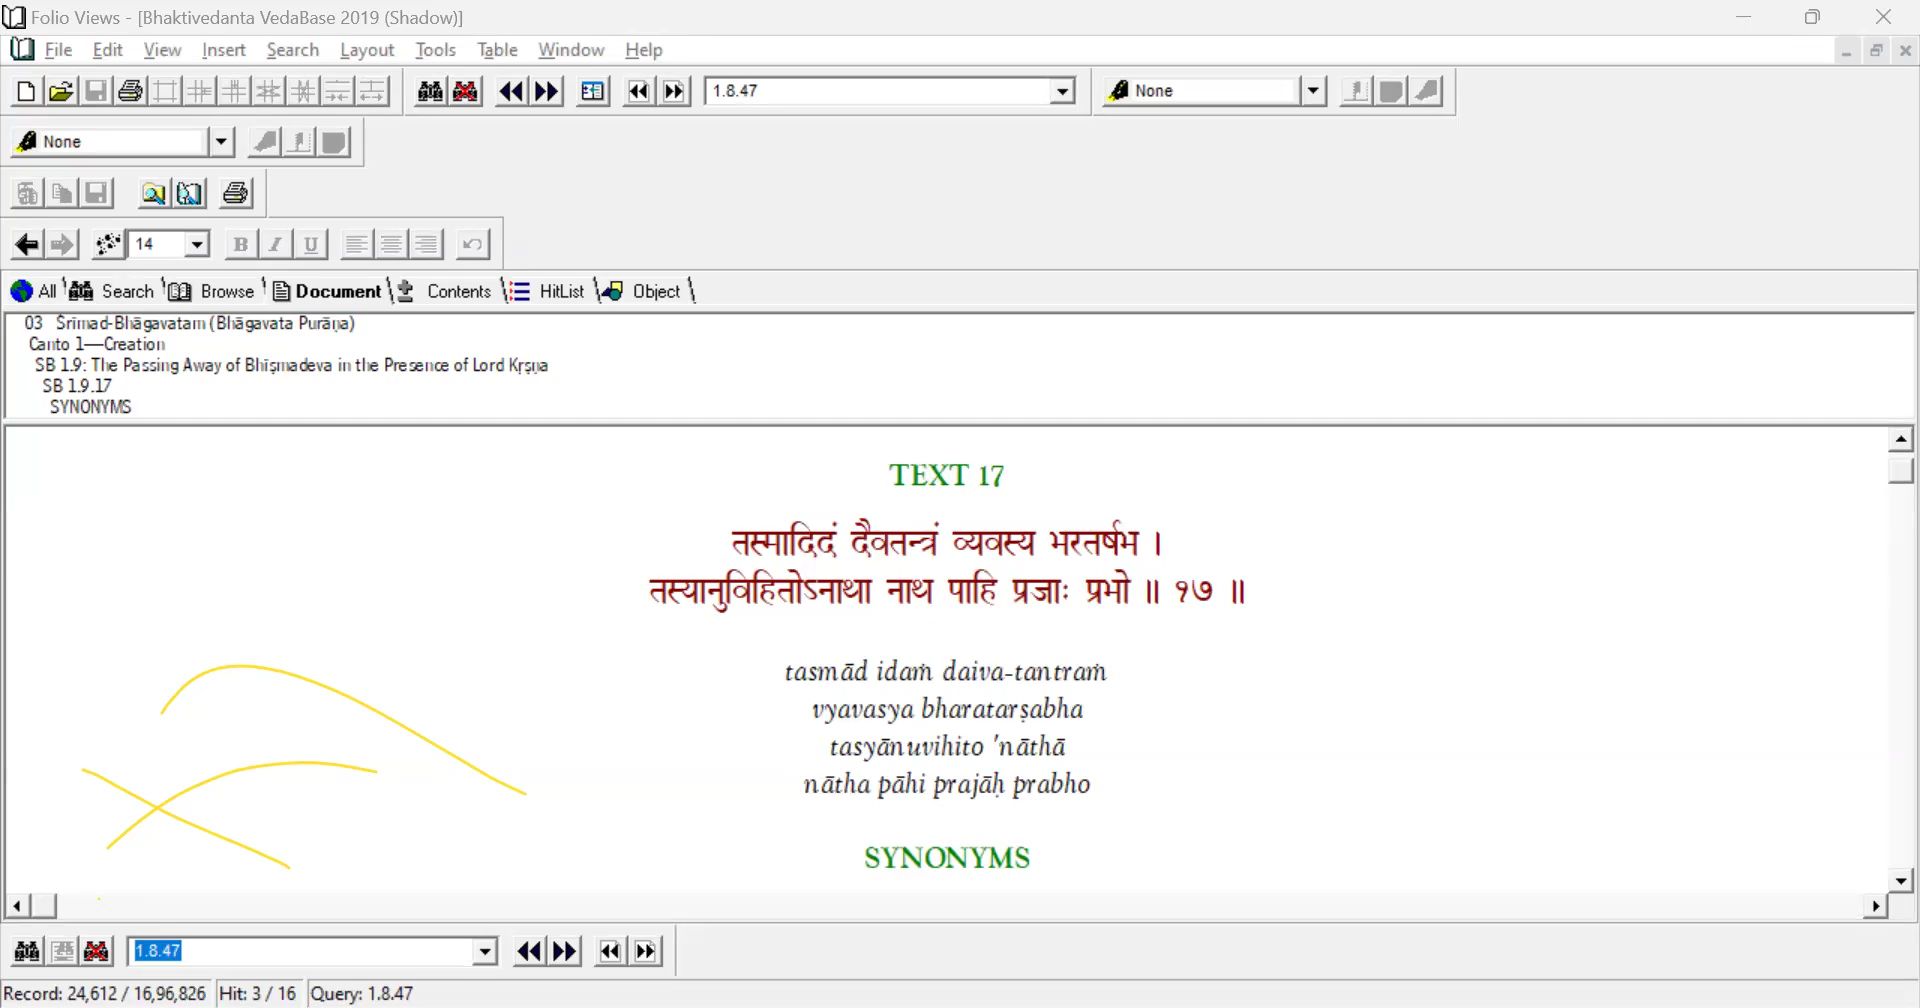 Folio Views - [Bhaktivedanta VedaBase 2019 (Shadow)]
File Edit View Insert Search Layout Tools Table Window Help
1.8.47 None
None
14 B I U
All Search Browse Document Contents HitList Object
03 Śrīmad-Bhāgavatam (Bhāgavata Purāṇa)
Canto 1—Creation
SB 1.9: The Passing Away of Bhīṣmadeva in the Presence of Lord Kṛṣṇa
SB 1.9.17
SYNONYMS
TEXT 17
तस्मादिदं दैवतन्त्रं व्यवस्य भरतर्षभ ।
तस्यानुविहितोऽनाथा नाथ पाहि प्रजाः प्रभो ॥ १७ ॥
tasmād idaṁ daiva-tantraṁ
vyavasya bharatarṣabha
tasyānuvihito 'nāthā
nātha pāhi prajāḥ prabho
SYNONYMS
1.8.47
Record: 24,612 / 16,96,826 Hit: 3 / 16 Query: 1.8.47